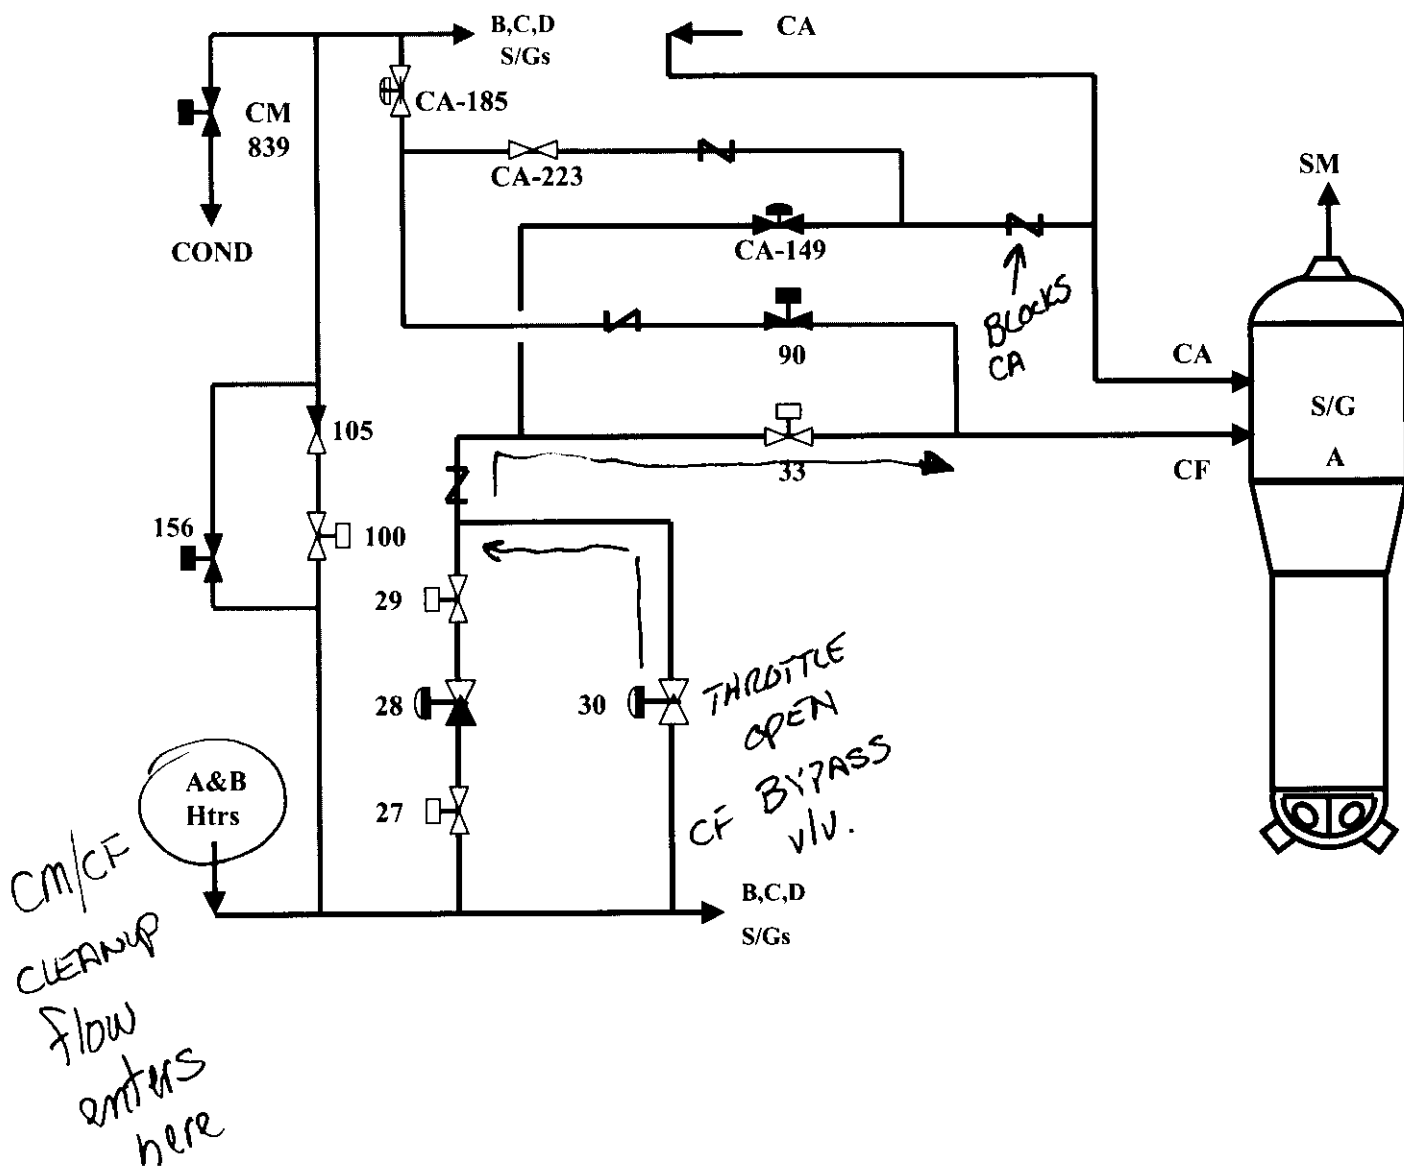 B,C,D
S/Gs
CA
CM
839
CA-185
CA-223
COND
CA-149
SM
BLOCKS
CA
90
CA
S/G
A
CF
105
33
156
100
29
28
30
THROTTLE
OPEN
CF BYPASS
v/v.
A&B
Htrs
27
CM/CF
CLEANUP
flow
enters
here
B,C,D
S/Gs